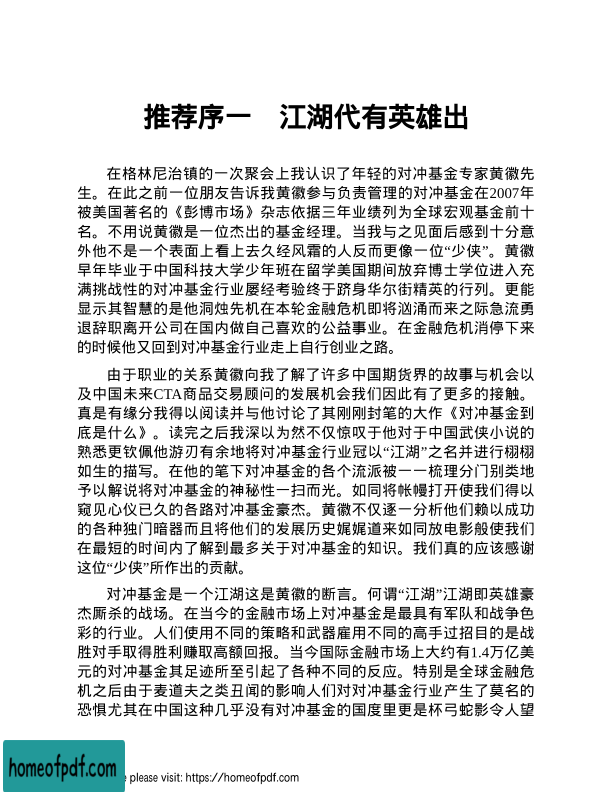 推荐序一　江湖代有英雄出
在格林尼治镇的一次聚会上我认识了年轻的对冲基金专家黄徽先
生。在此之前一位朋友告诉我黄徽参与负责管理的对冲基金在2007年
被美国著名的《彭博市场》杂志依据三年业绩列为全球宏观基金前十
名。不用说黄徽是一位杰出的基金经理。当我与之见面后感到十分意
外他不是一个表面上看上去久经风霜的人反而更像一位“少侠”。黄徽
早年毕业于中国科技大学少年班在留学美国期间放弃博士学位进入充
满挑战性的对冲基金行业屡经考验终于跻身华尔街精英的行列。更能
显示其智慧的是他洞烛先机在本轮金融危机即将汹涌而来之际急流勇
退辞职离开公司在国内做自己喜欢的公益事业。在金融危机消停下来
的时候他又回到对冲基金行业走上自行创业之路。
由于职业的关系黄徽向我了解了许多中国期货界的故事与机会以
及中国未来CTA商品交易顾问的发展机会我们因此有了更多的接触。
真是有缘分我得以阅读并与他讨论了其刚刚封笔的大作《对冲基金到
底是什么》。读完之后我深以为然不仅惊叹于他对于中国武侠小说的
熟悉更钦佩他游刃有余地将对冲基金行业冠以“江湖”之名并进行栩栩
如生的描写。在他的笔下对冲基金的各个流派被一一梳理分门别类地
予以解说将对冲基金的神秘性一扫而光。如同将帐幔打开使我们得以
窥见心仪已久的各路对冲基金豪杰。黄徽不仅逐一分析他们赖以成功
的各种独门暗器而且将他们的发展历史娓娓道来如同放电影般使我们
在最短的时间内了解到最多关于对冲基金的知识。我们真的应该感谢
这位“少侠”所作出的贡献。
对冲基金是一个江湖这是黄徽的断言。何谓“江湖”江湖即英雄豪
杰厮杀的战场。在当今的金融市场上对冲基金是最具有军队和战争色
彩的行业。人们使用不同的策略和武器雇用不同的高手过招目的是战
胜对手取得胜利赚取高额回报。当今国际金融市场上大约有1.4万亿美
元的对冲基金其足迹所至引起了各种不同的反应。特别是全球金融危
机之后由于麦道夫之类丑闻的影响人们对对冲基金行业产生了莫名的
恐惧尤其在中国这种几乎没有对冲基金的国度里更是杯弓蛇影令人望
homeofpdf.com
e please visit: https://homeofpdf.com